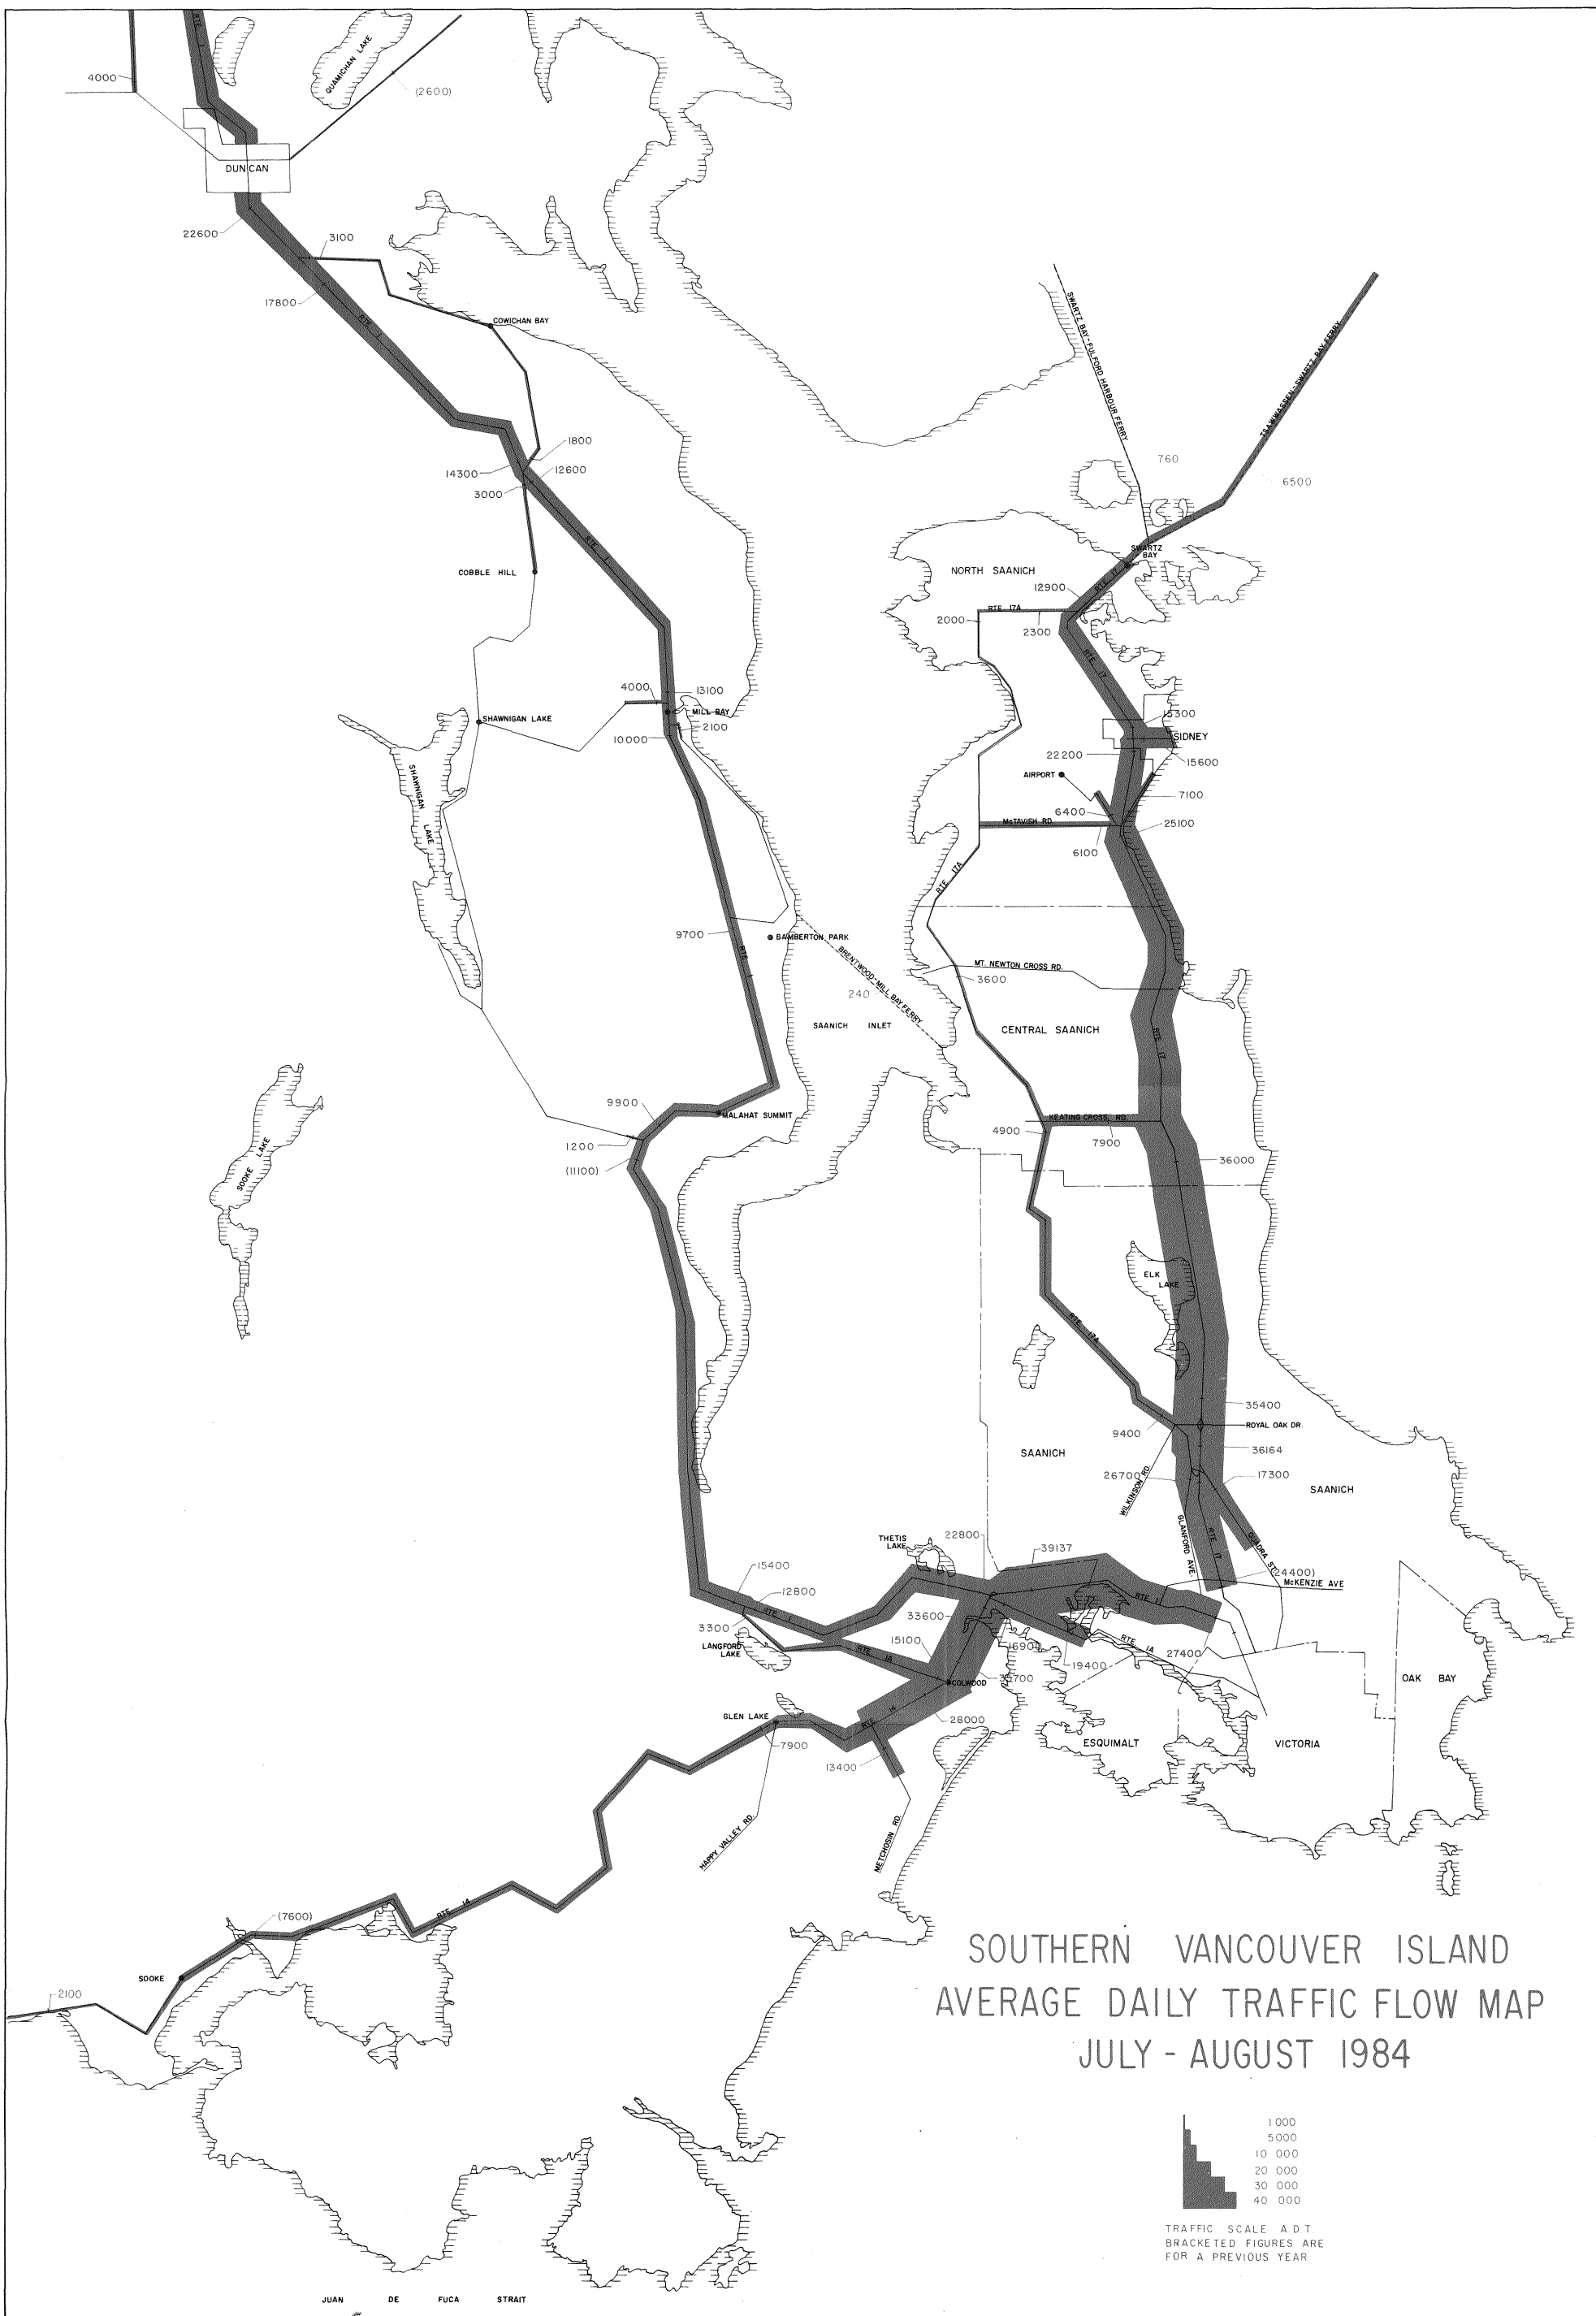 RTE 1
4000
QUAMICHAN LAKE
(2600)
DUNCAN
22600
3100
17800
RTE 1
COWICHAN BAY
SWARTZ BAY-FULFORD HARBOUR FERRY
TSAWWASSEN-SWARTZ BAY FERRY
1800
14300
12600
3000
760
6500
RTE 1
SWARTZ
BAY
COBBLE HILL
NORTH SAANICH
RTE 17
12900
RTE 17A
2000
2300
RTE 17
4000
13100
MILL BAY
SHAWNIGAN LAKE
2100
10000
15300
SIDNEY
22200
15600
SHAWNIGAN
LAKE
AIRPORT
7100
6400
McTAVISH RD.
25100
6100
RTE 17A
9700
BAMBERTON PARK
RTE 1
BRENTWOOD-MILL BAY FERRY
240
MT. NEWTON CROSS RD.
3600
SAANICH INLET
CENTRAL SAANICH
RTE 17
9900
MALAHAT SUMMIT
KEATING CROSS RD.
4900
7900
1200
(11100)
36000
SOOKE LAKE
ELK
LAKE
RTE 17A
35400
ROYAL OAK DR.
9400
36164
SAANICH
26700
17300
WILKINSON RD.
SAANICH
GLANFORD AVE.
RTE 17
QUADRA ST.
THETIS
LAKE
22800
39137
15400
(24400)
12800
McKENZIE AVE
RTE 1
RTE 1
3300
33600
LANGFORD
LAKE
15100
16900
RTE 1A
RTE 1A
19400
27400
COLWOOD
OAK BAY
RTE 14
28000
GLEN LAKE
7900
13400
ESQUIMALT
VICTORIA
HAPPY VALLEY RD.
METCHOSIN RD.
RTE 14
(7600)
SOOKE
2100
SOUTHERN VANCOUVER ISLAND
AVERAGE DAILY TRAFFIC FLOW MAP
JULY - AUGUST 1984
1 000
5 000
10 000
20 000
30 000
40 000
TRAFFIC SCALE A.D.T.
BRACKETED FIGURES ARE
FOR A PREVIOUS YEAR
JUAN DE FUCA STRAIT